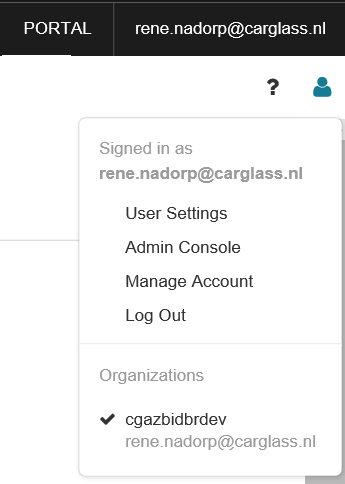 PORTAL rene.nadorp@carglass.nl
?
Signed in as
rene.nadorp@carglass.nl
User Settings
Admin Console
Manage Account
Log Out
Organizations
cgazbidbrdev
rene.nadorp@carglass.nl